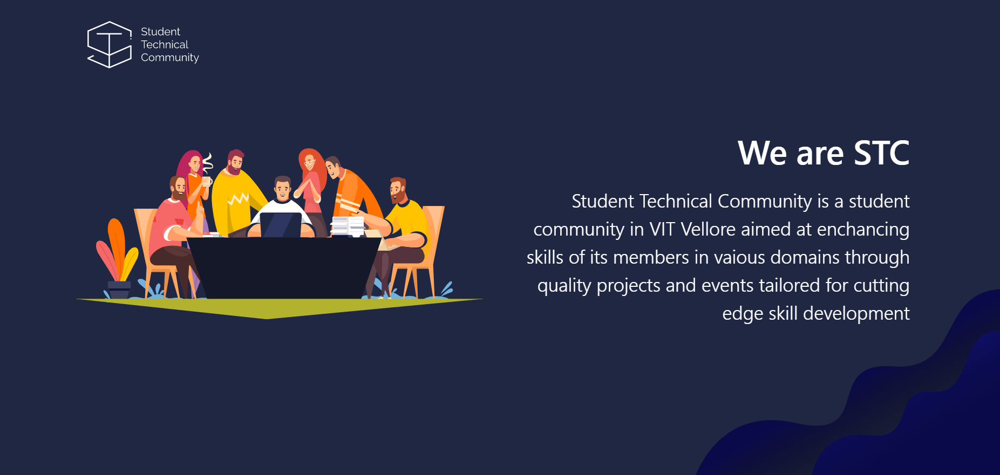 Student
Technical
Community
We are STC
Student Technical Community is a student
community in VIT Vellore aimed at enchancing
skills of its members in vaious domains through
quality projects and events tailored for cutting
edge skill development